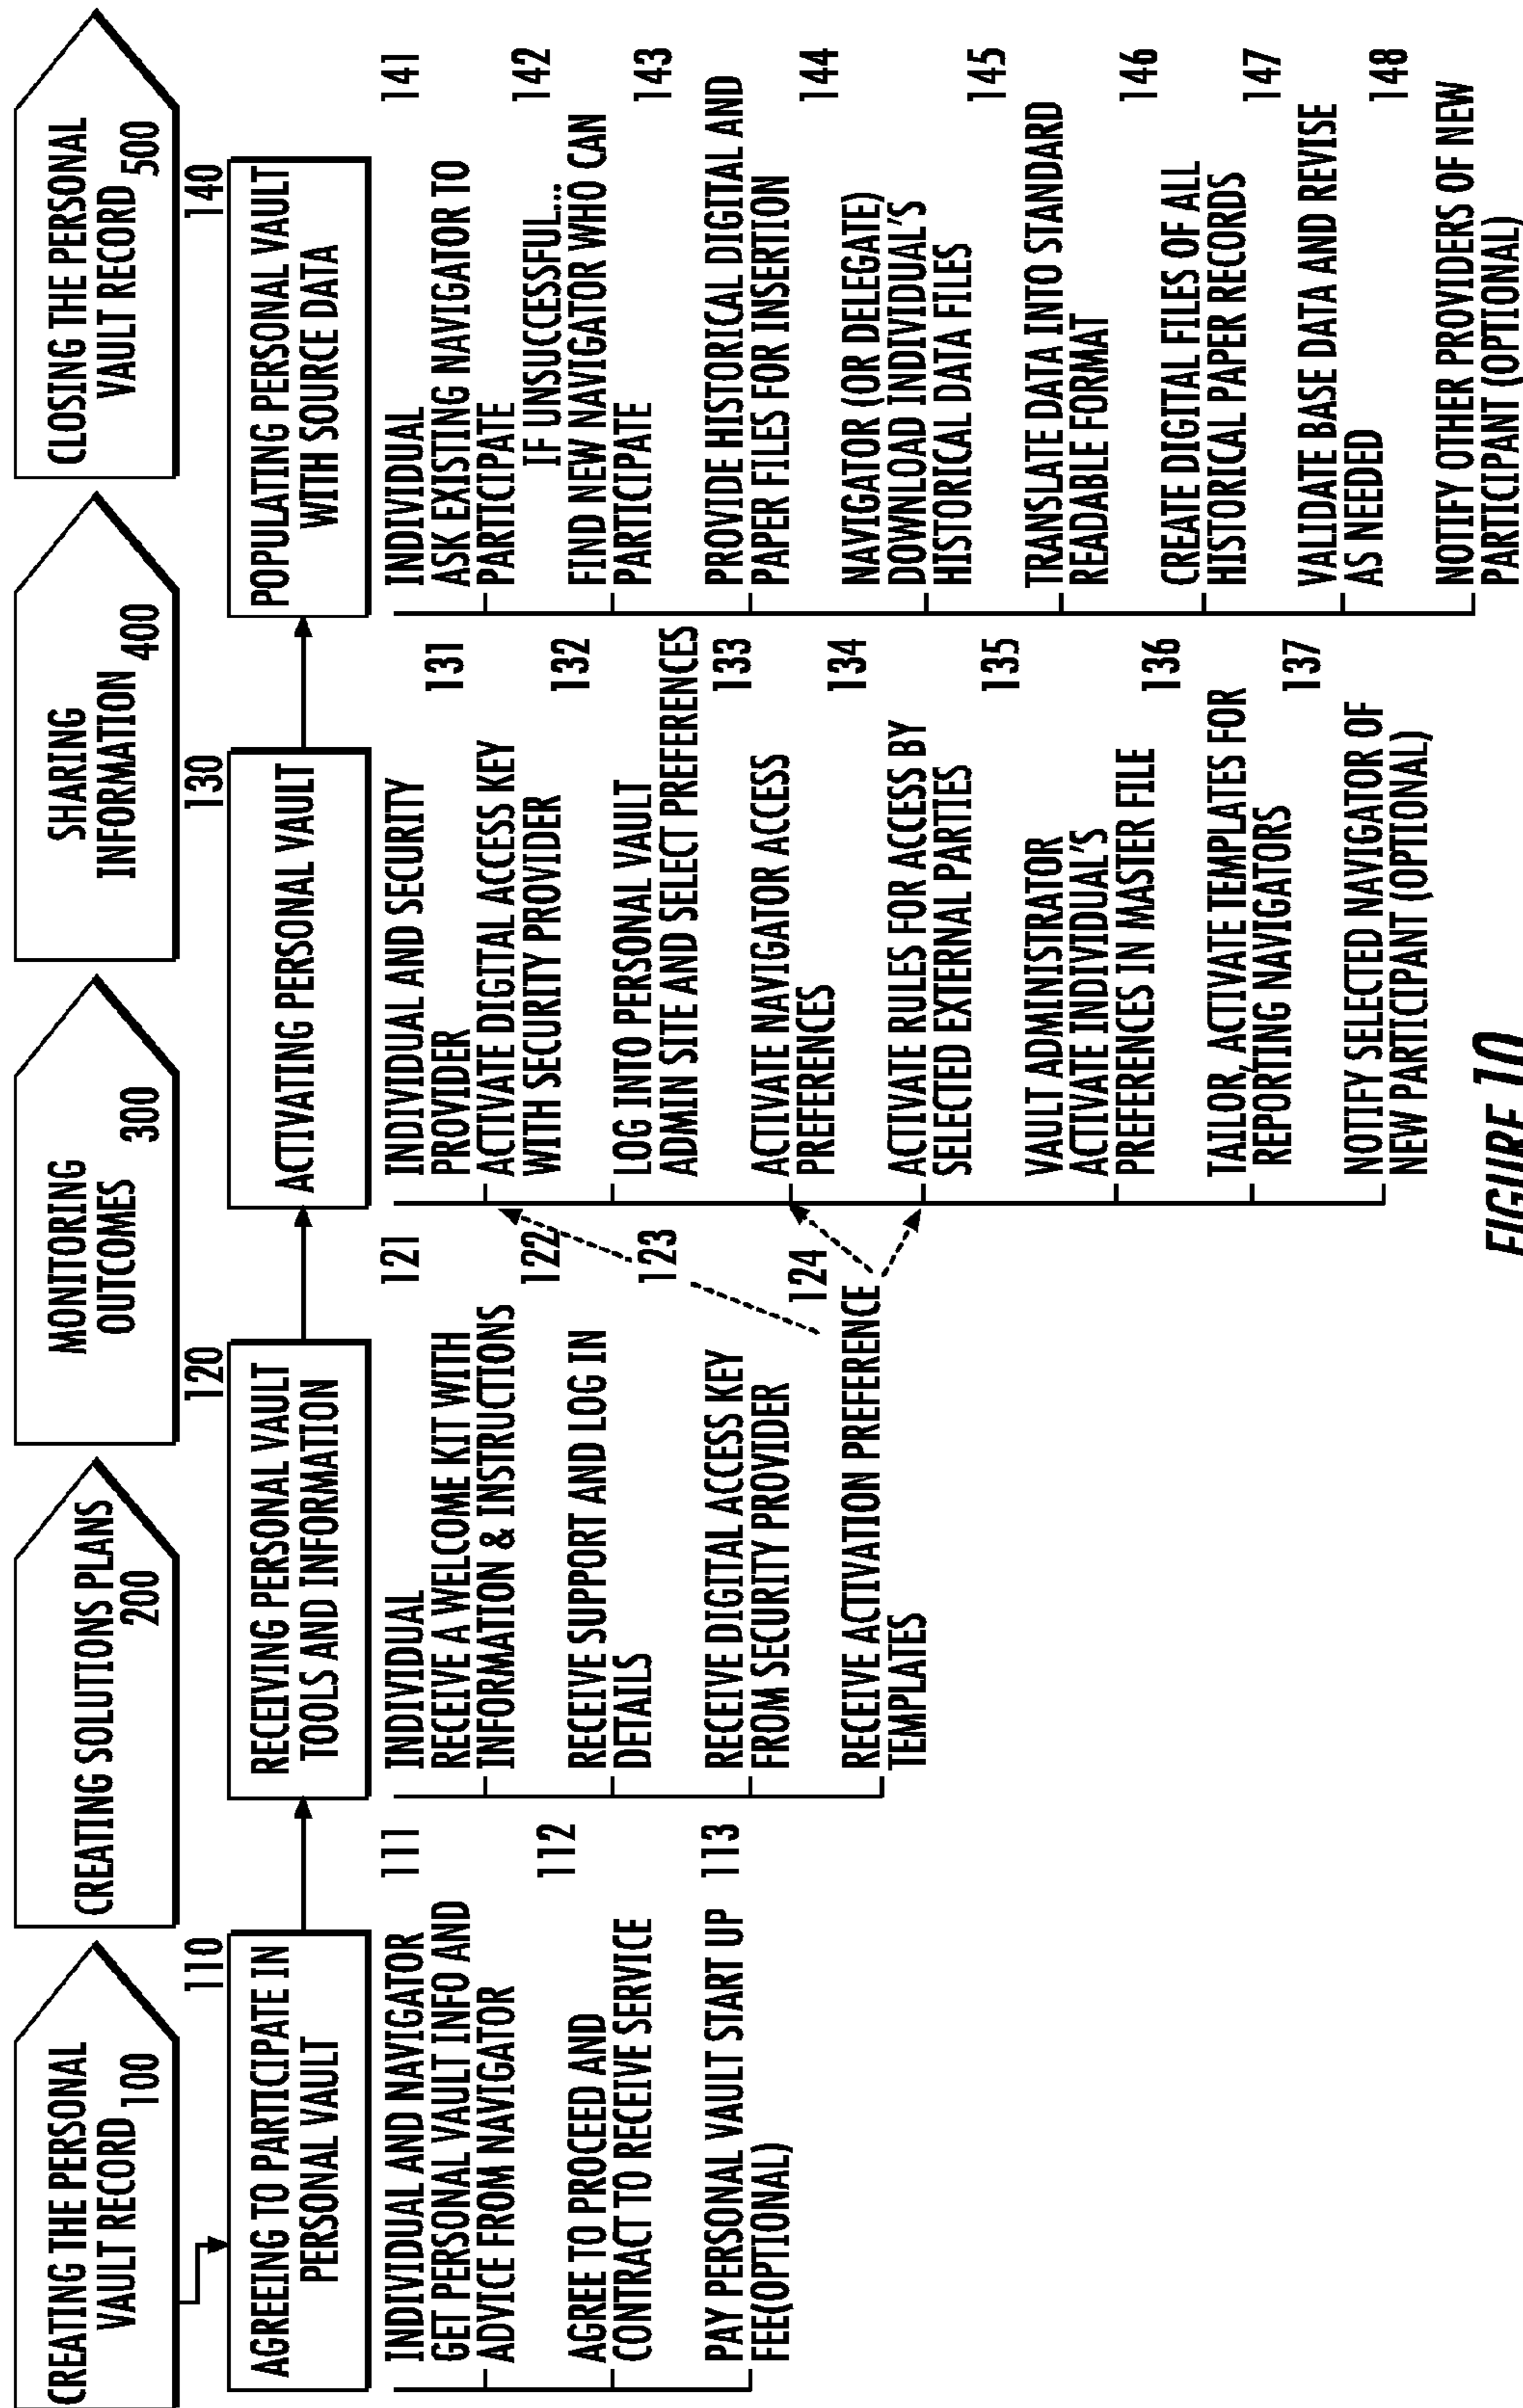 CREATING THE PERSONAL
VAULT RECORD 100
CREATING SOLUTIONS PLANS
200
MONITORING
OUTCOMES 300
SHARING
INFORMATION 400
CLOSING THE PERSONAL
VAULT RECORD 500
110
AGREEING TO PARTICIPATE IN
PERSONAL VAULT
INDIVIDUAL AND NAVIGATOR
111
GET PERSONAL VAULT INFO AND
ADVICE FROM NAVIGATOR
112
AGREE TO PROCEED AND
CONTRACT TO RECEIVE SERVICE
113
PAY PERSONAL VAULT START UP
FEE(OPTIONAL)
120
RECEIVING PERSONAL VAULT
TOOLS AND INFORMATION
INDIVIDUAL
121
RECEIVE A WELCOME KIT WITH
INFORMATION & INSTRUCTIONS
122
RECEIVE SUPPORT AND LOG IN
DETAILS
123
RECEIVE DIGITAL ACCESS KEY
FROM SECURITY PROVIDER
124
RECEIVE ACTIVATION PREFERENCE
TEMPLATES
130
ACTIVATING PERSONAL VAULT
INDIVIDUAL AND SECURITY
PROVIDER
131
ACTIVATE DIGITAL ACCESS KEY
WITH SECURITY PROVIDER
132
LOG INTO PERSONAL VAULT
ADMIN SITE AND SELECT PREFERENCES
133
ACTIVATE NAVIGATOR ACCESS
PREFERENCES
134
ACTIVATE RULES FOR ACCESS BY
SELECTED EXTERNAL PARTIES
135
VAULT ADMINISTRATOR
ACTIVATE INDIVIDUAL'S
PREFERENCES IN MASTER FILE
136
TAILOR, ACTIVATE TEMPLATES FOR
REPORTING NAVIGATORS
137
NOTIFY SELECTED NAVIGATOR OF
NEW PARTICIPANT (OPTIONAL)
140
POPULATING PERSONAL VAULT
WITH SOURCE DATA
INDIVIDUAL
141
ASK EXISTING NAVIGATOR TO
PARTICIPATE
142
IF UNSUCCESSFUL...
FIND NEW NAVIGATOR WHO CAN
PARTICIPATE
143
PROVIDE HISTORICAL DIGITAL AND
PAPER FILES FOR INSERTION
144
NAVIGATOR (OR DELEGATE)
DOWNLOAD INDIVIDUAL'S
HISTORICAL DATA FILES
145
TRANSLATE DATA INTO STANDARD
READABLE FORMAT
146
CREATE DIGITAL FILES OF ALL
HISTORICAL PAPER RECORDS
147
VALIDATE BASE DATA AND REVISE
AS NEEDED
148
NOTIFY OTHER PROVIDERS OF NEW
PARTICIPANT (OPTIONAL)
FIGURE 10